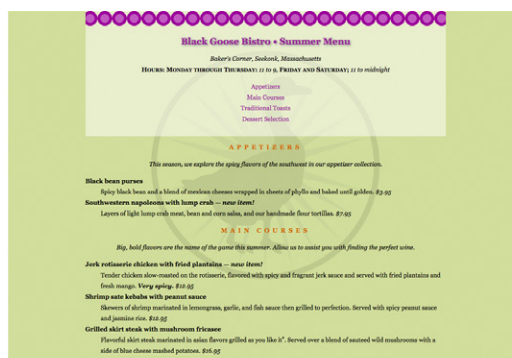 Black Goose Bistro • Summer Menu
Baker's Corner, Seekonk, Massachusetts
Hours: Monday through Thursday: 11 to 9, Friday and Saturday; 11 to midnight
Appetizers
Main Courses
Traditional Toasts
Dessert Selection
APPETIZERS
This season, we explore the spicy flavors of the southwest in our appetizer collection.
Black bean purses
Spicy black bean and a blend of mexican cheeses wrapped in sheets of phyllo and baked until golden. $3.95
Southwestern napoleons with lump crab — new item!
Layers of light lump crab meat, bean and corn salsa, and our handmade flour tortillas. $7.95
MAIN COURSES
Big, bold flavors are the name of the game this summer. Allow us to assist you with finding the perfect wine.
Jerk rotisserie chicken with fried plantains — new item!
Tender chicken slow-roasted on the rotisserie, flavored with spicy and fragrant jerk sauce and served with fried plantains and
fresh mango. Very spicy. $12.95
Shrimp sate kebabs with peanut sauce
Skewers of shrimp marinated in lemongrass, garlic, and fish sauce then grilled to perfection. Served with spicy peanut sauce
and jasmine rice. $12.95
Grilled skirt steak with mushroom fricasee
Flavorful skirt steak marinated in asian flavors grilled as you like it*. Served over a blend of sauteed wild mushrooms with a
side of blue cheese mashed potatoes. $16.95